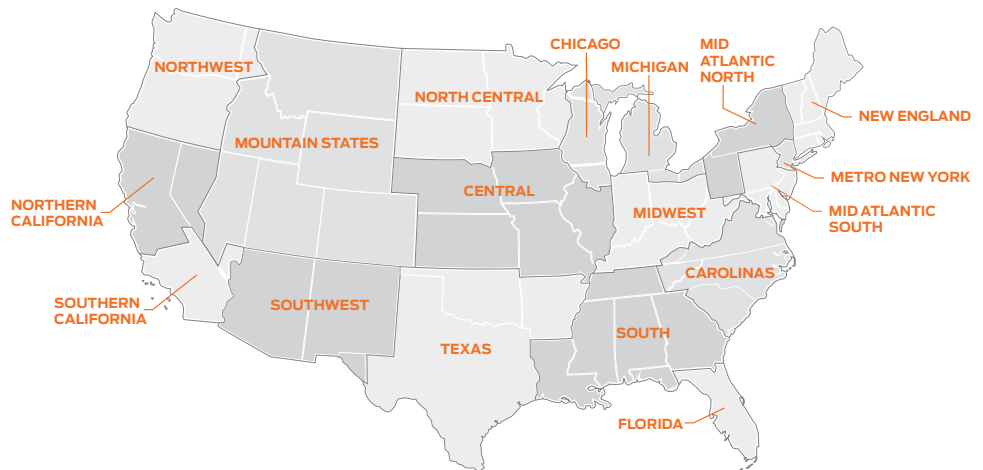 CHICAGO
MID
ATLANTIC
NORTH
NORTHWEST
MICHIGAN
NORTH CENTRAL
NEW ENGLAND
MOUNTAIN STATES
METRO NEW YORK
CENTRAL
NORTHERN
CALIFORNIA
MIDWEST
MID ATLANTIC
SOUTH
CAROLINAS
SOUTHERN
CALIFORNIA
SOUTHWEST
SOUTH
TEXAS
FLORIDA